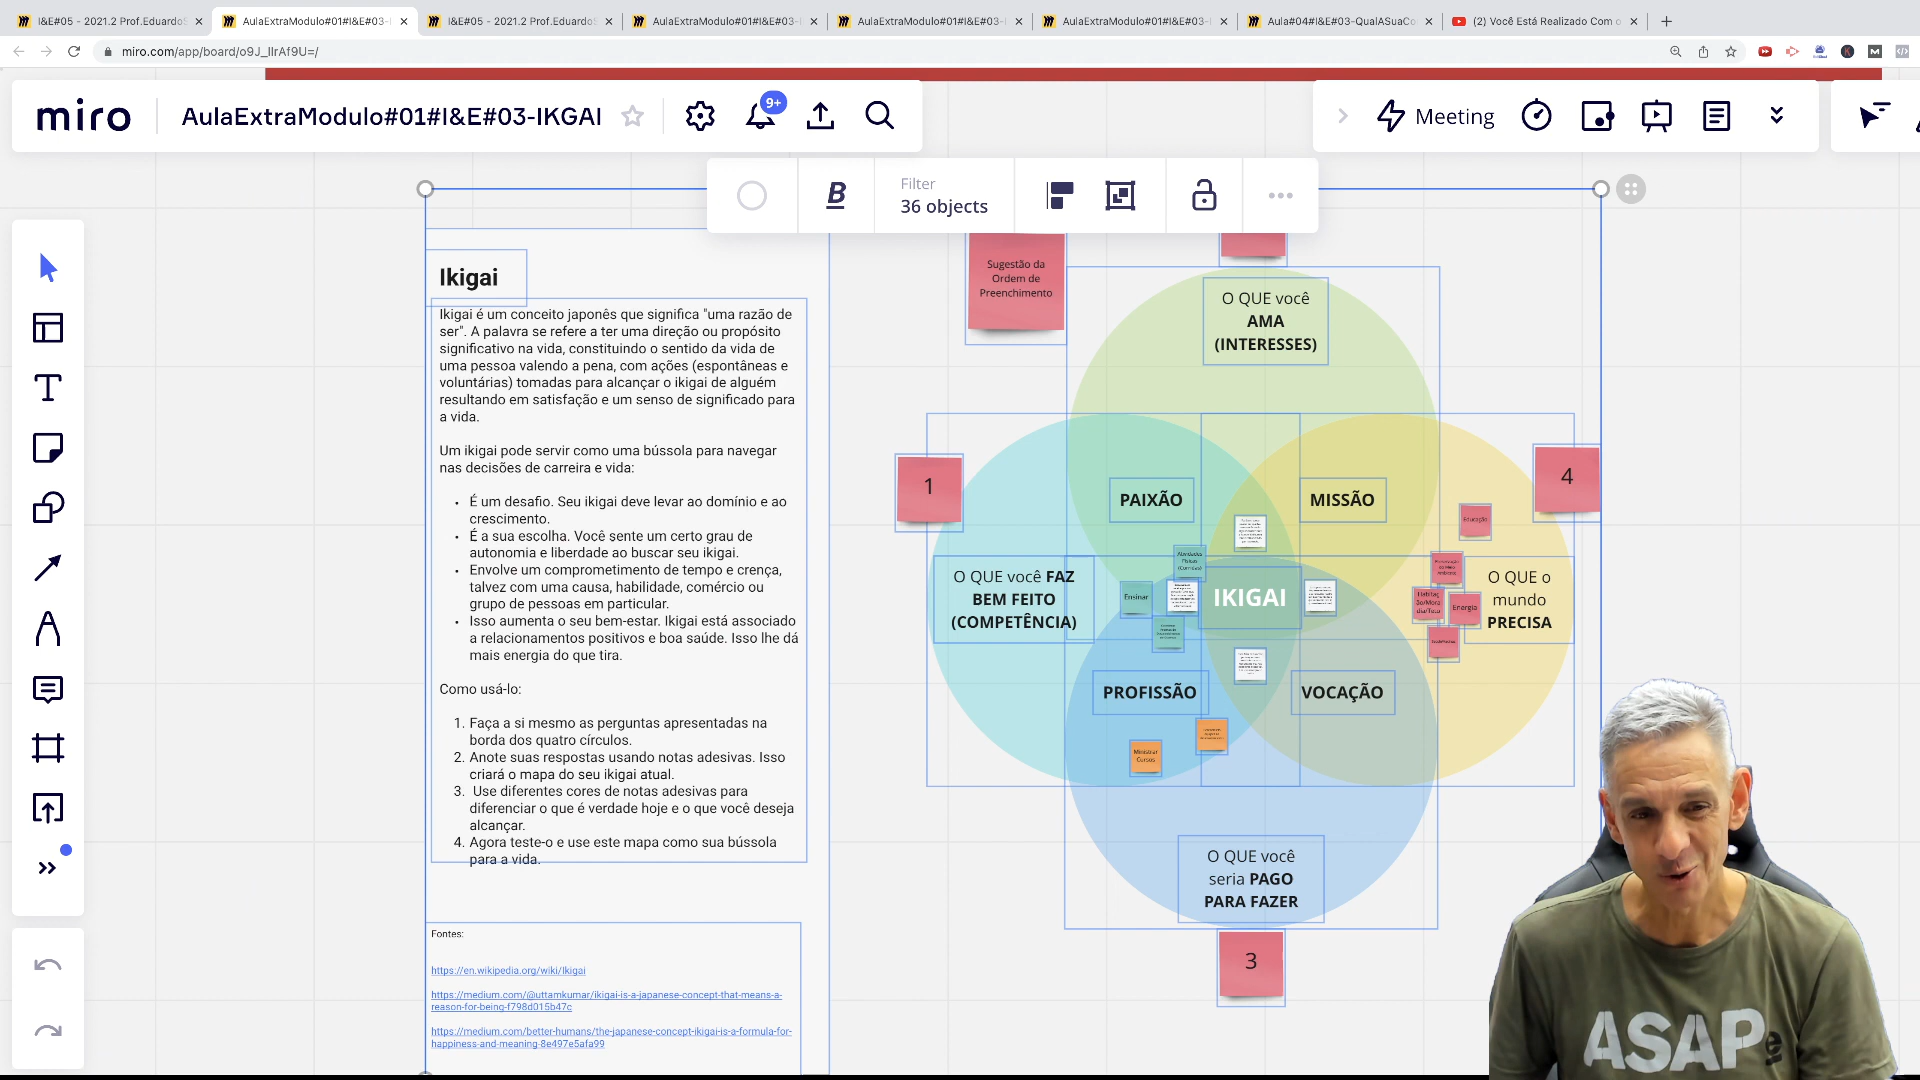 I&E#05 - 2021.2 Prof.EduardoS
AulaExtraModulo#01#I&E#03-I
I&E#05 - 2021.2 Prof.EduardoS
AulaExtraModulo#01#I&E#03-I
AulaExtraModulo#01#I&E#03-I
AulaExtraModulo#01#I&E#03-I
Aula#04#I&E#03-QualASuaCo
(2) Você Está Realizado Com o
miro.com/app/board/o9J_lIrAf9U=/
miro
AulaExtraModulo#01#I&E#03-IKGAI
9+
Meeting
B
Filter
36 objects
Ikigai
Ikigai é um conceito japonês que significa "uma razão de
ser". A palavra se refere a ter uma direção ou propósito
significativo na vida, constituindo o sentido da vida de
uma pessoa valendo a pena, com ações (espontâneas e
voluntárias) tomadas para alcançar o ikigai de alguém
resultando em satisfação e um senso de significado para
a vida.
Um ikigai pode servir como uma bússola para navegar
nas decisões de carreira e vida:
• É um desafio. Seu ikigai deve levar ao domínio e ao
crescimento.
• É a sua escolha. Você sente um certo grau de
autonomia e liberdade ao buscar seu ikigai.
• Envolve um comprometimento de tempo e crença,
talvez com uma causa, habilidade, comércio ou
grupo de pessoas em particular.
• Isso aumenta o seu bem-estar. Ikigai está associado
a relacionamentos positivos e boa saúde. Isso lhe dá
mais energia do que tira.
Como usá-lo:
1. Faça a si mesmo as perguntas apresentadas na
borda dos quatro círculos.
2. Anote suas respostas usando notas adesivas. Isso
criará o mapa do seu ikigai atual.
3. Use diferentes cores de notas adesivas para
diferenciar o que é verdade hoje e o que você deseja
alcançar.
4. Agora teste-o e use este mapa como sua bússola
para a vida.
Fontes:
https://en.wikipedia.org/wiki/Ikigai
https://medium.com/@uttamkumar/ikigai-is-a-japanese-concept-that-means-a-
reason-for-being-f798d015b47c
https://medium.com/better-humans/the-japanese-concept-ikigai-is-a-formula-for-
happiness-and-meaning-8e497e5afa99
Sugestão da
Ordem de
Preenchimento
O QUE você
AMA
(INTERESSES)
1
4
PAIXÃO
MISSÃO
Educação
Atividades
Físicas
O QUE você FAZ
BEM FEITO
(COMPETÊNCIA)
Ensinar
IKIGAI
Energia
O QUE o
mundo
PRECISA
PROFISSÃO
VOCAÇÃO
Ministrar
Cursos
O QUE você
seria PAGO
PARA FAZER
3
ASAP